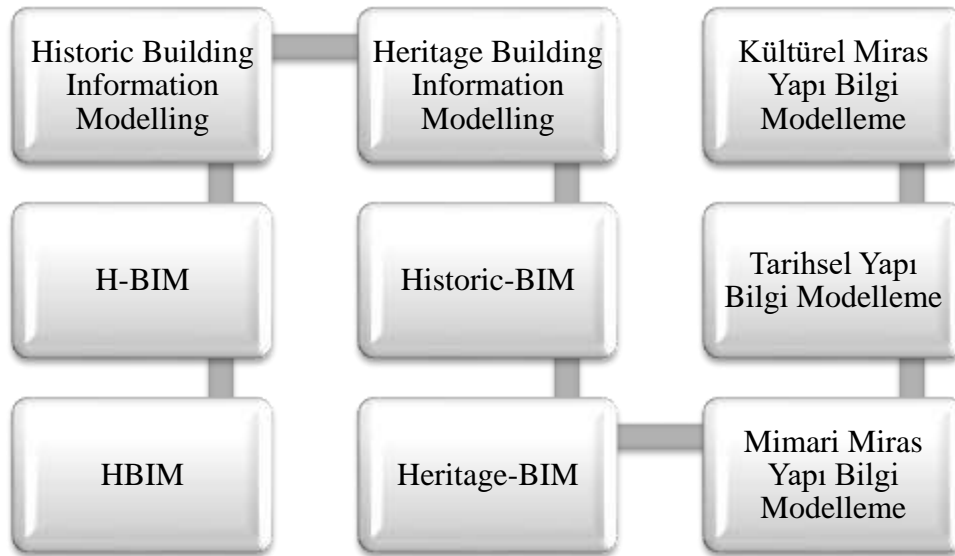 Historic Building
Information
Modelling
Heritage Building
Information
Modelling
Kültürel Miras
Yapı Bilgi
Modelleme
H-BIM
Historic-BIM
Tarihsel Yapı
Bilgi Modelleme
HBIM
Heritage-BIM
Mimari Miras
Yapı Bilgi
Modelleme